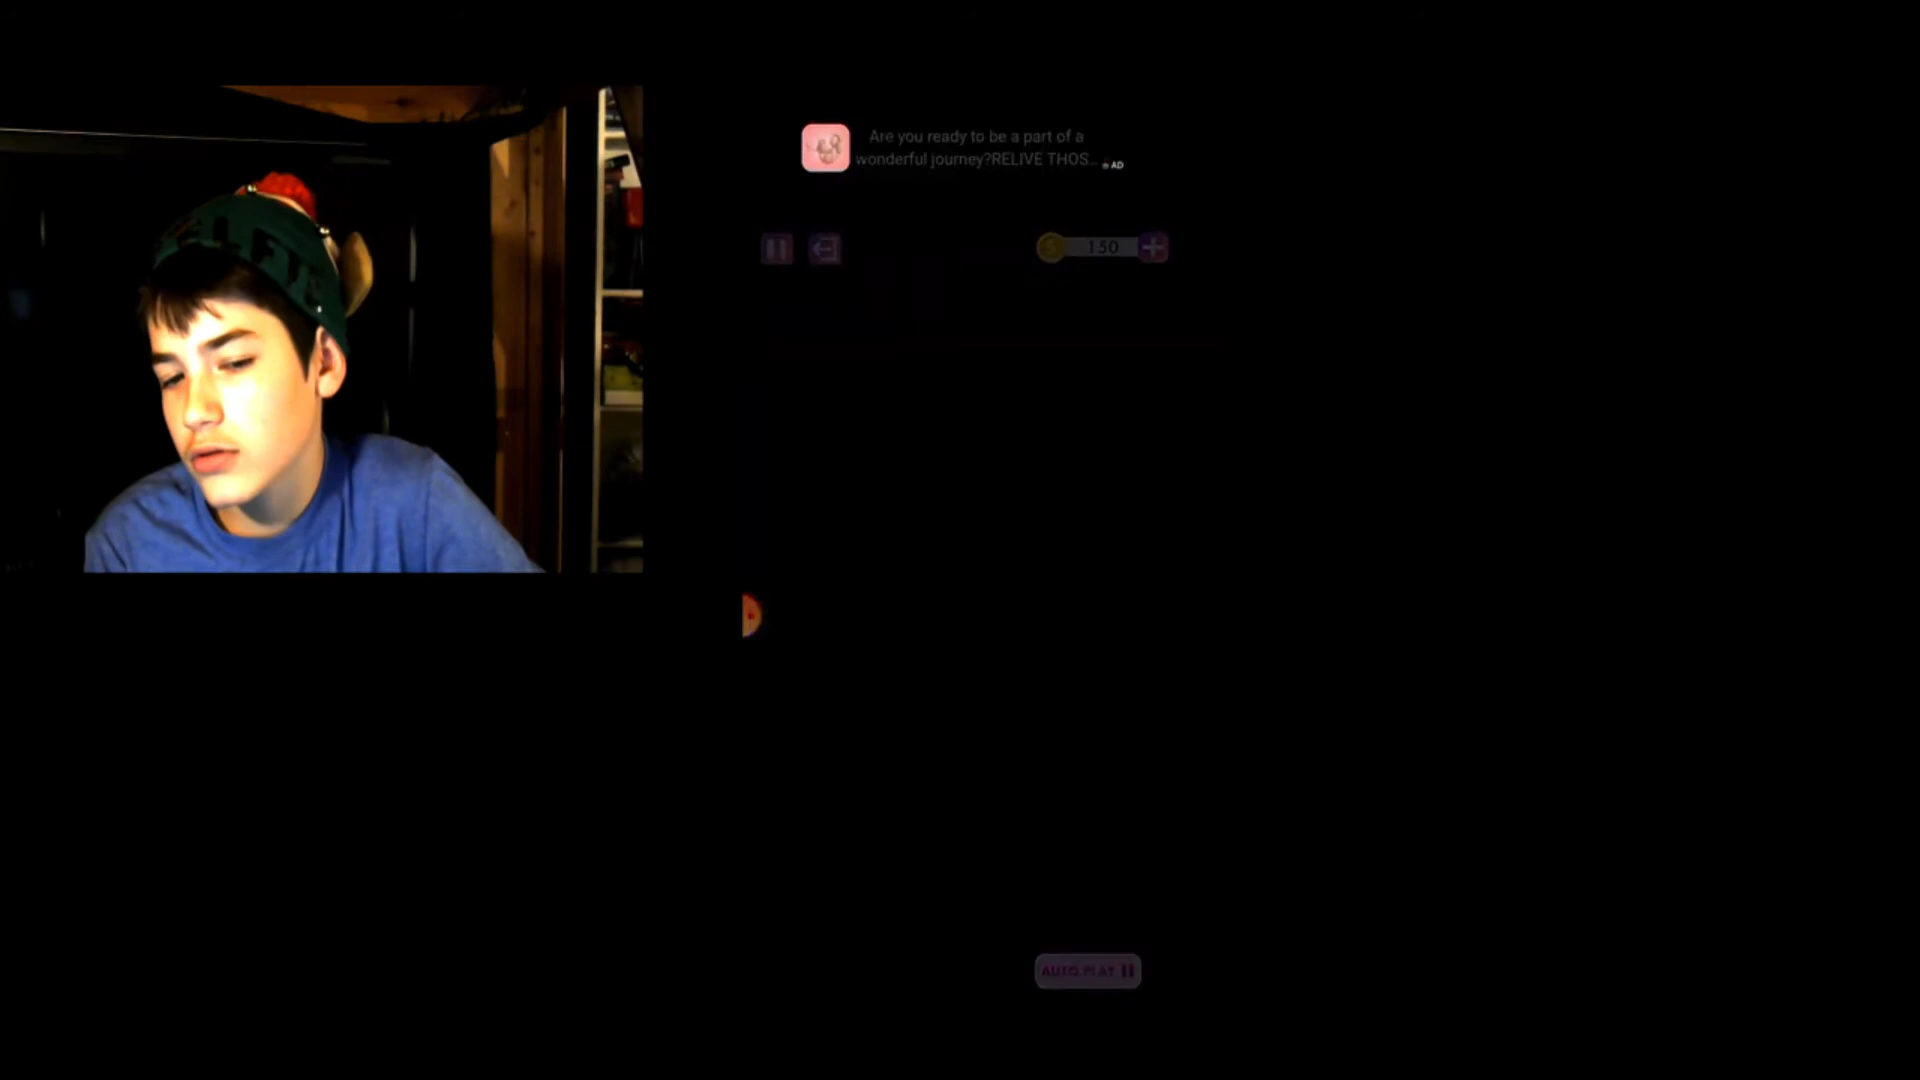 Are you ready to be a part of a
wonderful journey?RELIVE THOS...
AD
150
AUTO PLAY